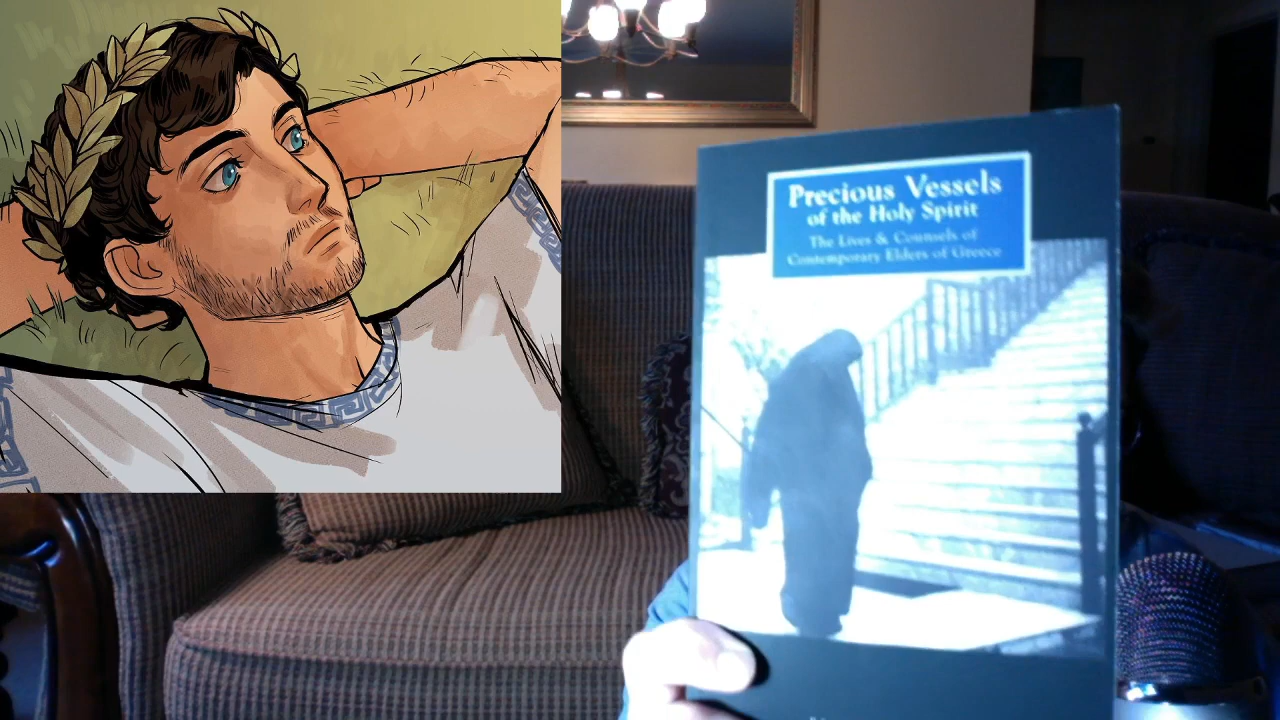 Precious Vessels
of the Holy Spirit
The Lives & Counsels of
Contemporary Elders of Greece